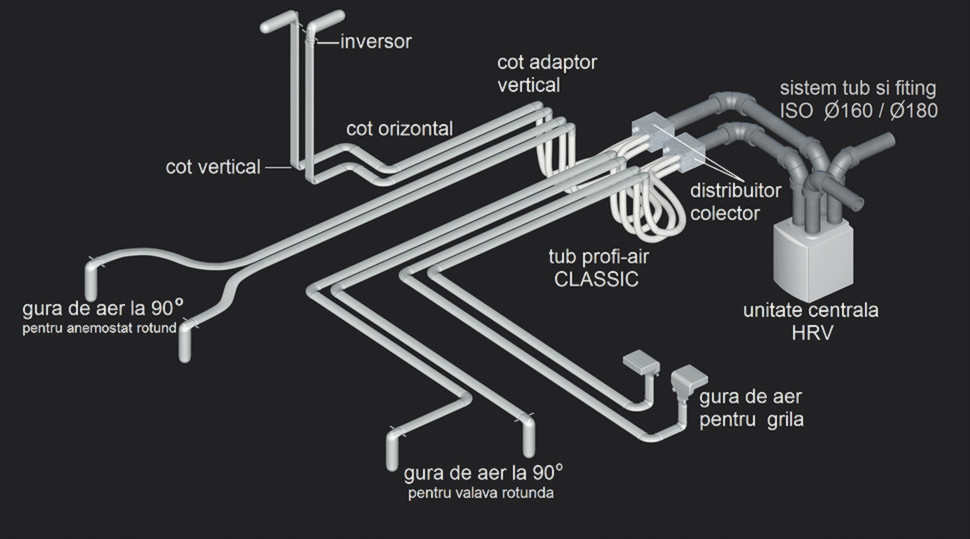 inversor
cot adaptor
vertical
sistem tub si fiting
ISO Ø160 / Ø180
cot orizontal
cot vertical
distribuitor
colector
tub profi-air
CLASSIC
unitate centrala
HRV
gura de aer la 90°
pentru anemostat rotund
gura de aer
pentru grila
gura de aer la 90°
pentru valava rotunda